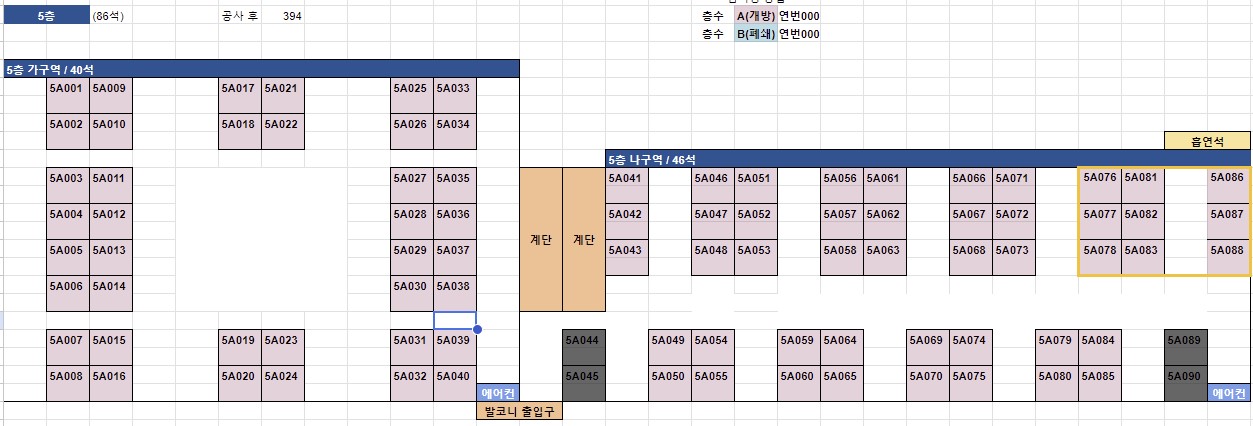 5층 (86석) 공사 후 394
층수 A(개방) 연번000
층수 B(폐쇄) 연번000
5층 가구역 / 40석
5A001 5A009 5A017 5A021 5A025 5A033
5A002 5A010 5A018 5A022 5A026 5A034
흡연석
5층 나구역 / 46석
5A003 5A011 5A027 5A035 5A041 5A046 5A051 5A056 5A061 5A066 5A071 5A076 5A081 5A086
5A004 5A012 5A028 5A036 5A042 5A047 5A052 5A057 5A062 5A067 5A072 5A077 5A082 5A087
계단 계단
5A005 5A013 5A029 5A037 5A043 5A048 5A053 5A058 5A063 5A068 5A073 5A078 5A083 5A088
5A006 5A014 5A030 5A038
5A007 5A015 5A019 5A023 5A031 5A039 5A044 5A049 5A054 5A059 5A064 5A069 5A074 5A079 5A084 5A089
5A008 5A016 5A020 5A024 5A032 5A040 5A045 5A050 5A055 5A060 5A065 5A070 5A075 5A080 5A085 5A090
에어컨 에어컨
발코니 출입구